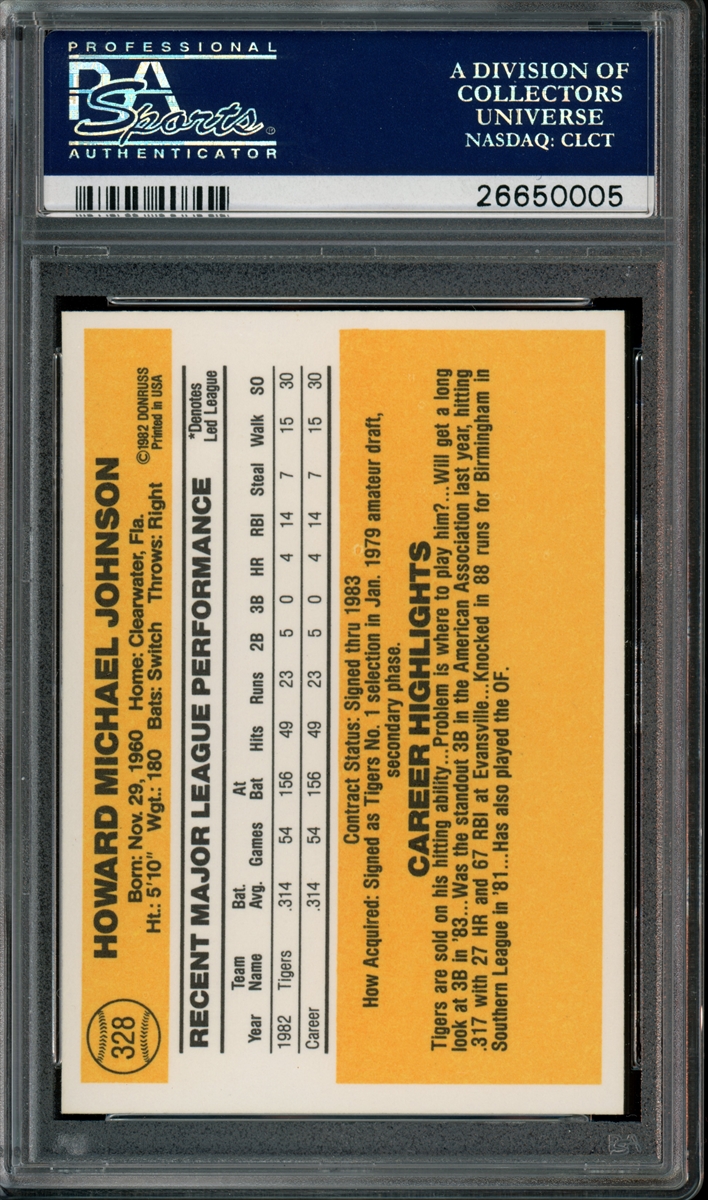 PROFESSIONAL
PSA
Sports®
AUTHENTICATOR
A DIVISION OF
COLLECTORS
UNIVERSE
NASDAQ: CLCT
26650005
328
HOWARD MICHAEL JOHNSON
Born: Nov. 29, 1960 Home: Clearwater, Fla.
Ht.: 5'10" Wgt.: 180 Bats: Switch Throws: Right
©1982 DONRUSS
Printed in USA
RECENT MAJOR LEAGUE PERFORMANCE
*Denotes
Led League
Year Team Name Bat. Avg. Games At Bat Hits Runs 2B 3B HR RBI Steal Walk SO
1982 Tigers .314 54 156 49 23 5 0 4 14 7 15 30
Career .314 54 156 49 23 5 0 4 14 7 15 30
Contract Status: Signed thru 1983
How Acquired: Signed as Tigers No. 1 selection in Jan. 1979 amateur draft,
secondary phase.
CAREER HIGHLIGHTS
Tigers are sold on his hitting ability...Problem is where to play him?...Will get a long
look at 3B in '83...Was the standout 3B in the American Association last year, hitting
.317 with 27 HR and 67 RBI at Evansville...Knocked in 88 runs for Birmingham in
Southern League in '81...Has also played the OF.
PSA